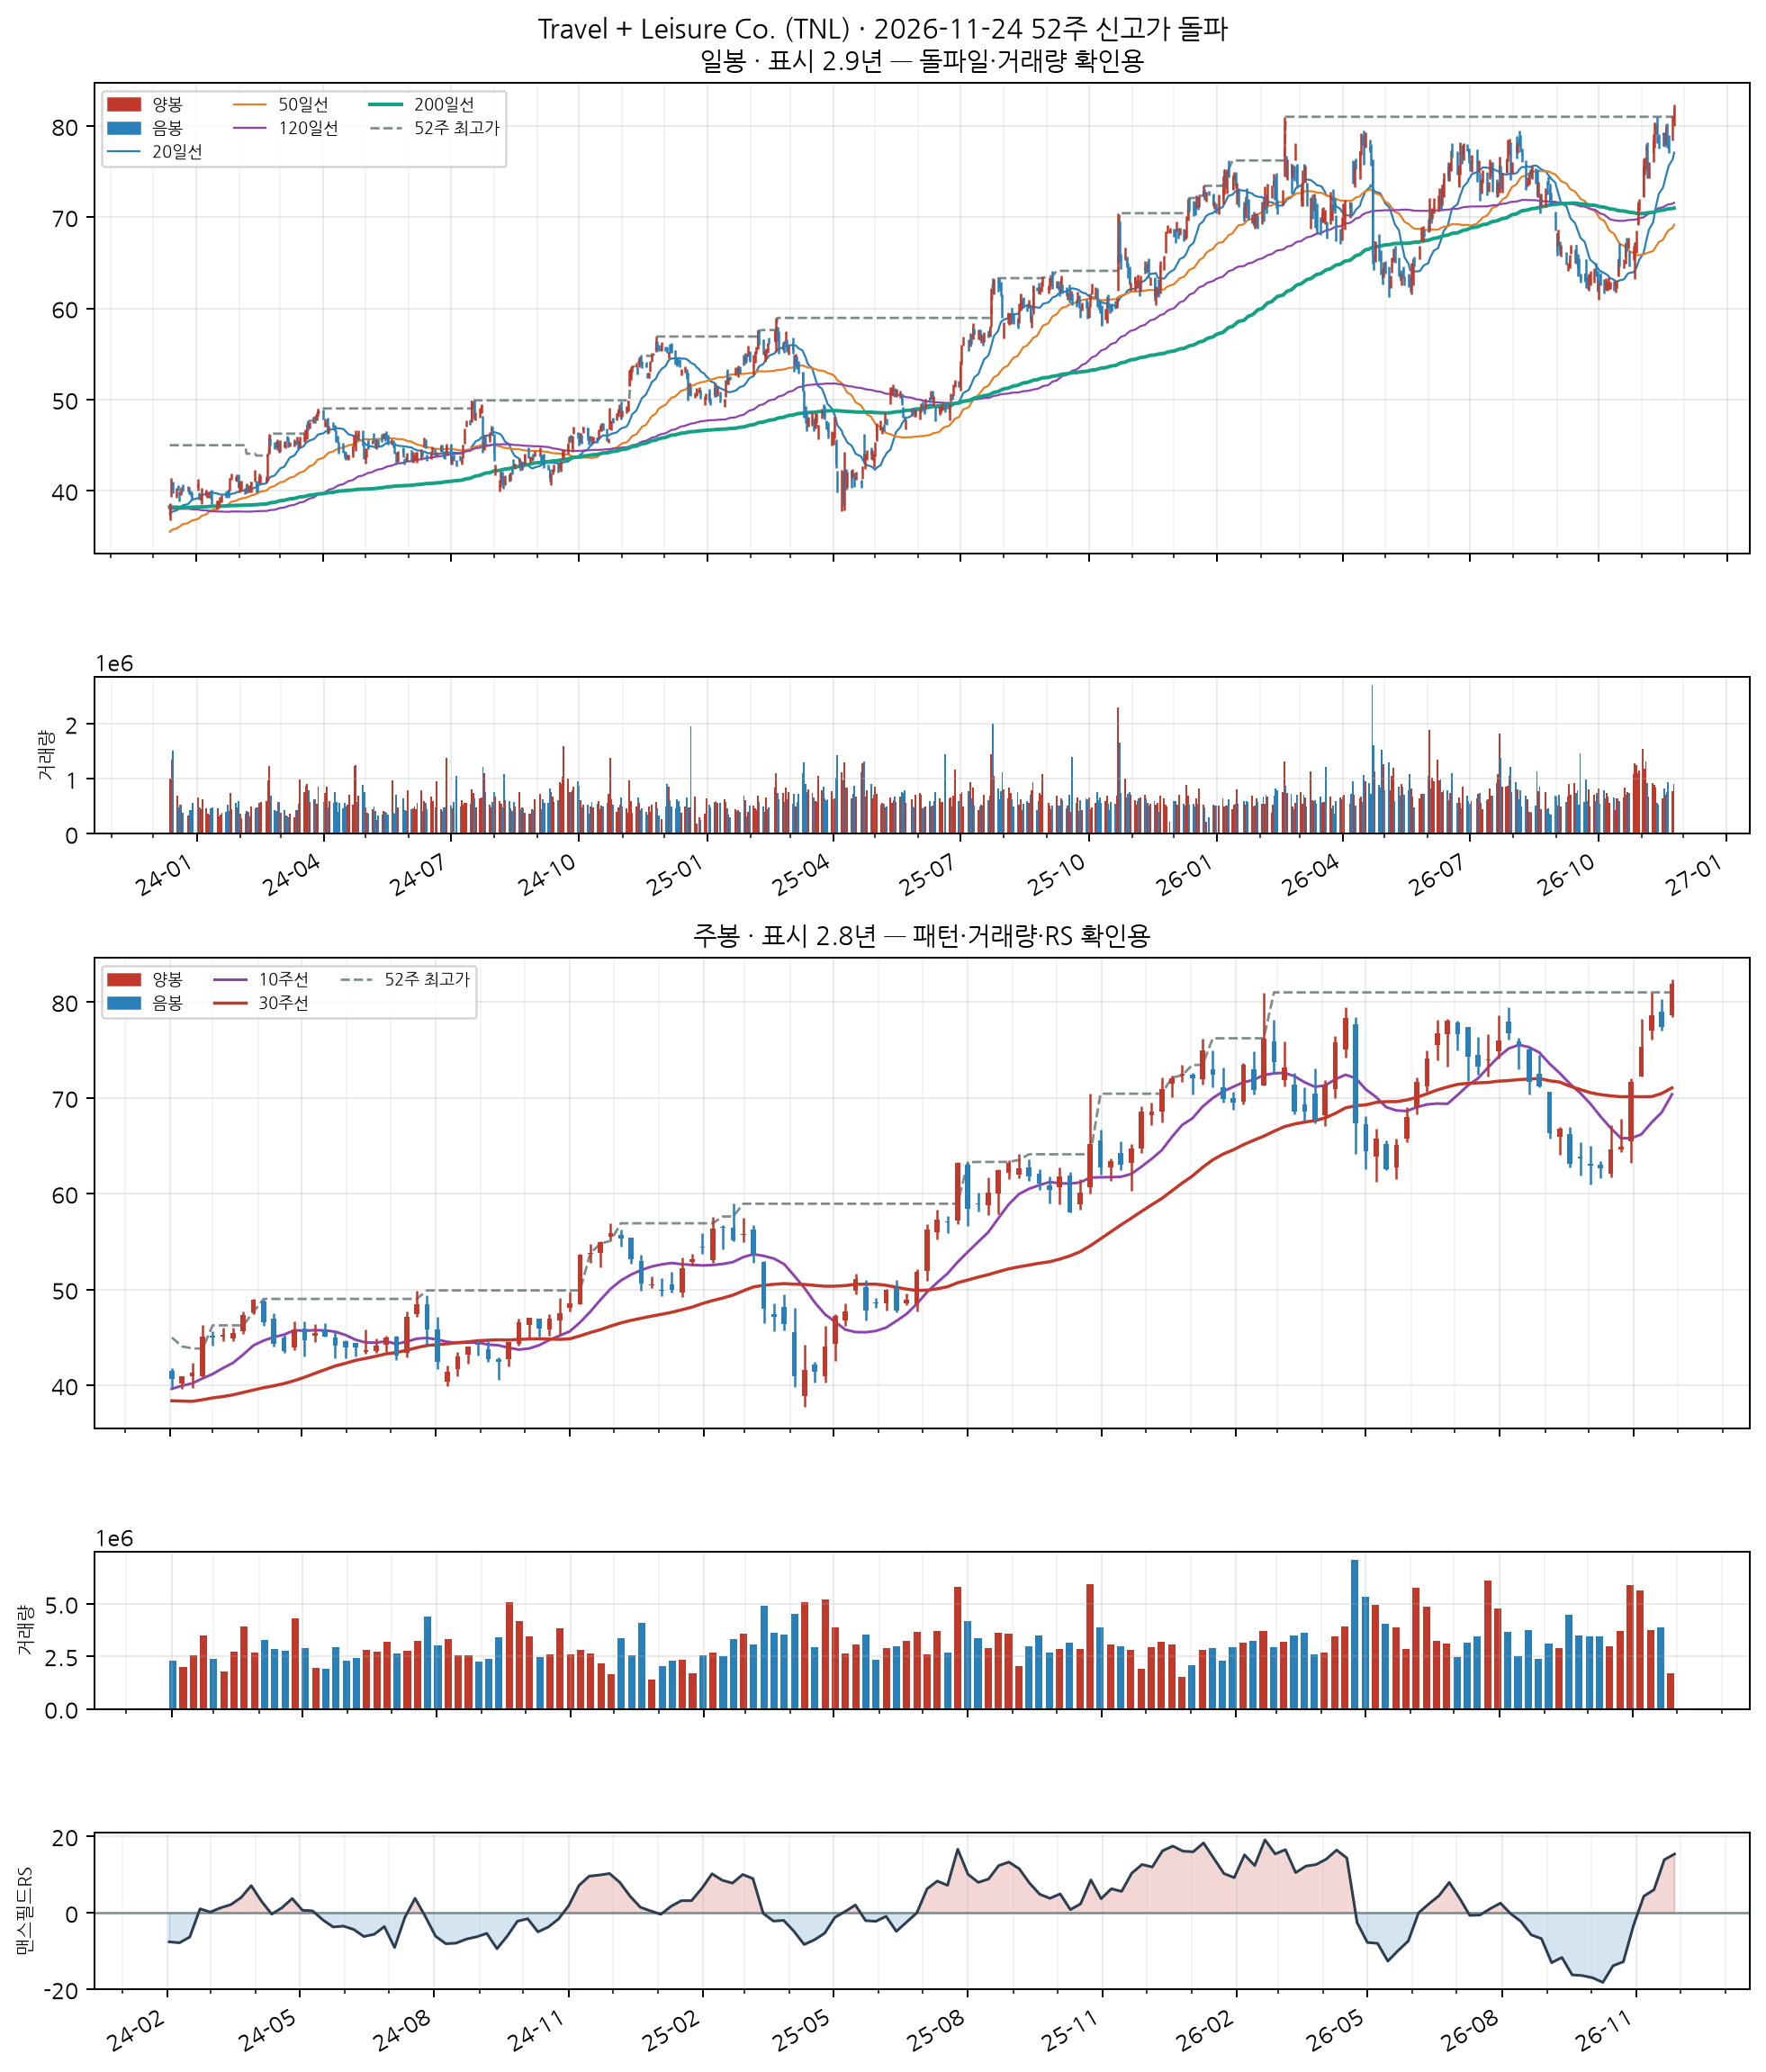 Travel + Leisure Co. (TNL) · 2026-11-24 52주 신고가 돌파
일봉 · 표시 2.9년 — 돌파일·거래량 확인용
양봉
음봉
20일선
50일선
120일선
200일선
52주 최고가
80
70
60
50
40
1e6
거래량
2
1
0
24-01
24-04
24-07
24-10
25-01
25-04
25-07
25-10
26-01
26-04
26-07
26-10
27-01
주봉 · 표시 2.8년 — 패턴·거래량·RS 확인용
양봉
음봉
10주선
30주선
52주 최고가
80
70
60
50
40
1e6
거래량
5.0
2.5
0.0
맨스필드RS
20
0
-20
24-02
24-05
24-08
24-11
25-02
25-05
25-08
25-11
26-02
26-05
26-08
26-11